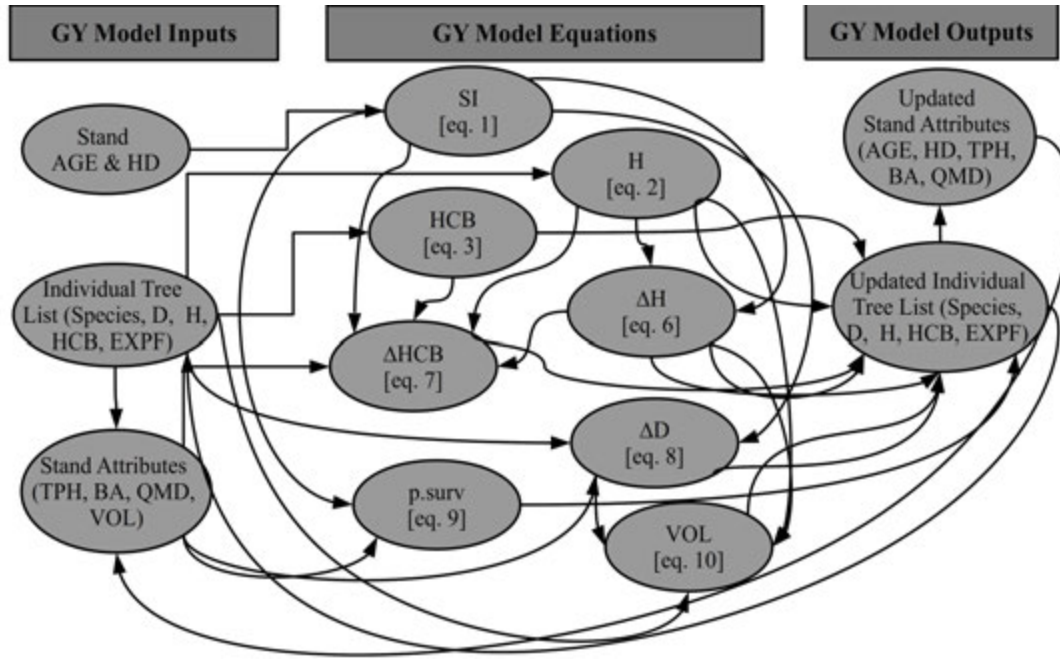 GY Model Inputs
GY Model Equations
GY Model Outputs
Stand
AGE & HD
Individual Tree
List (Species, D, H,
HCB, EXPF)
Stand Attributes
(TPH, BA, QMD,
VOL)
SI
[eq. 1]
H
[eq. 2]
HCB
[eq. 3]
ΔH
[eq. 6]
ΔHCB
[eq. 7]
ΔD
[eq. 8]
p.surv
[eq. 9]
VOL
[eq. 10]
Updated
Stand Attributes
(AGE, HD, TPH,
BA, QMD)
Updated Individual
Tree List (Species,
D, H, HCB, EXPF)